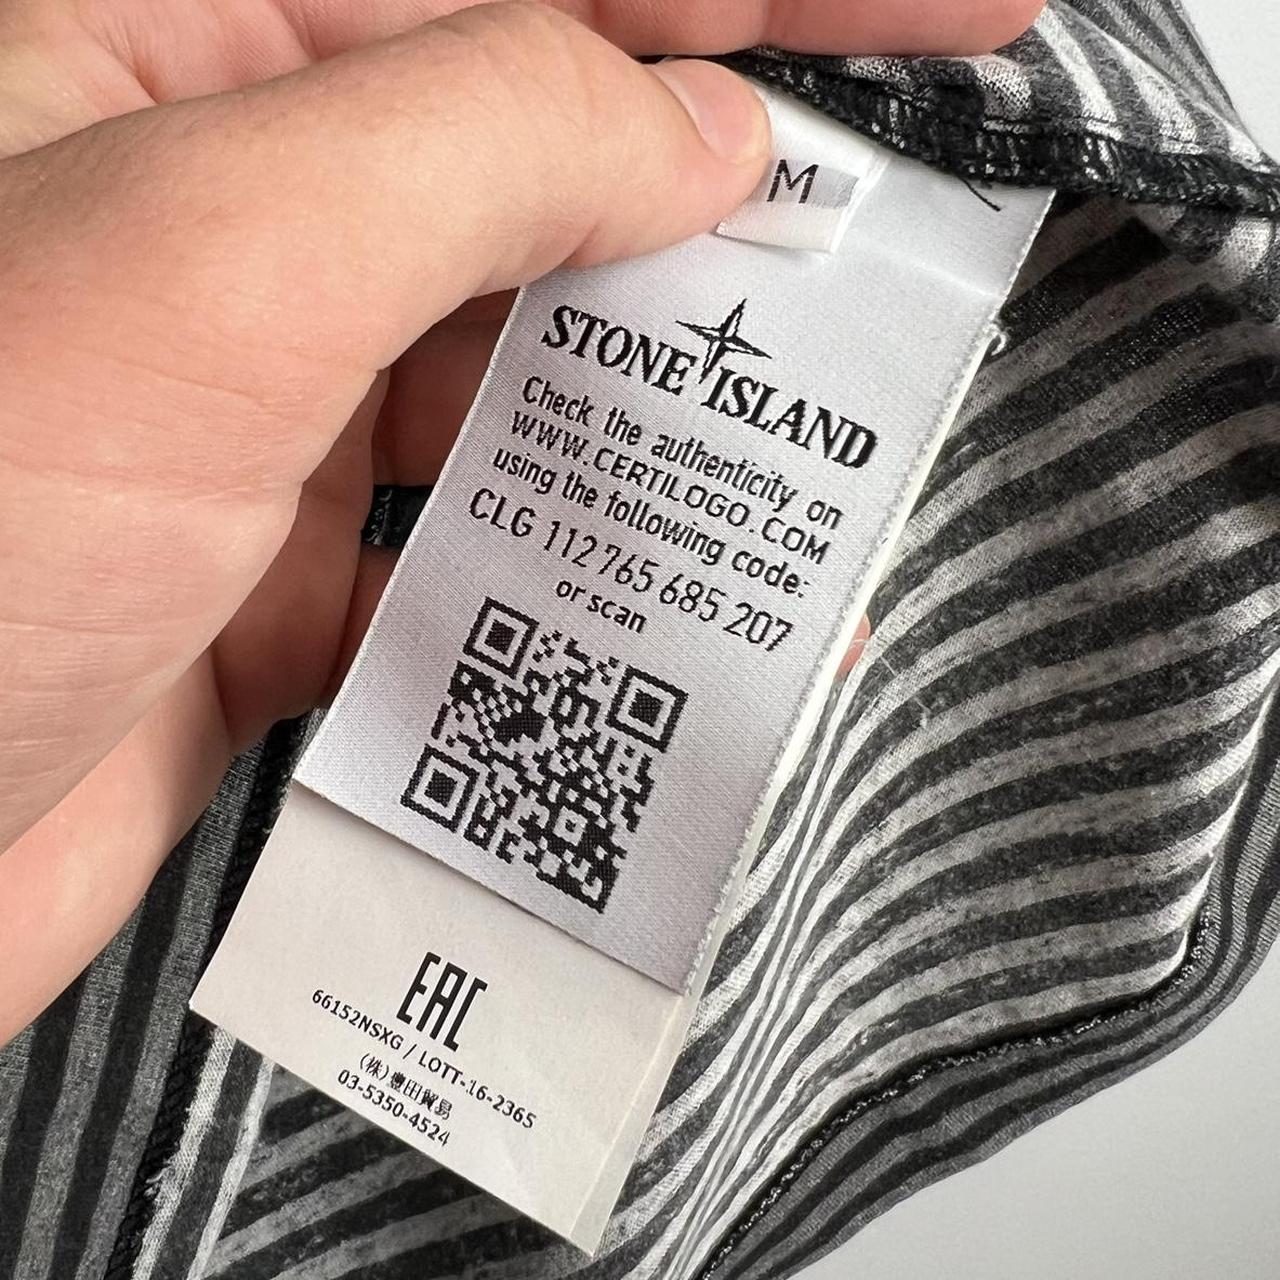 M
STONE ISLAND
Check the authenticity on
WWW.CERTILOGO.COM
using the following code:
CLG 112 765 685 207
or scan
EAC
66152NSXG / LOTT-16-2365
(株)豊田貿易
03-5350-4524